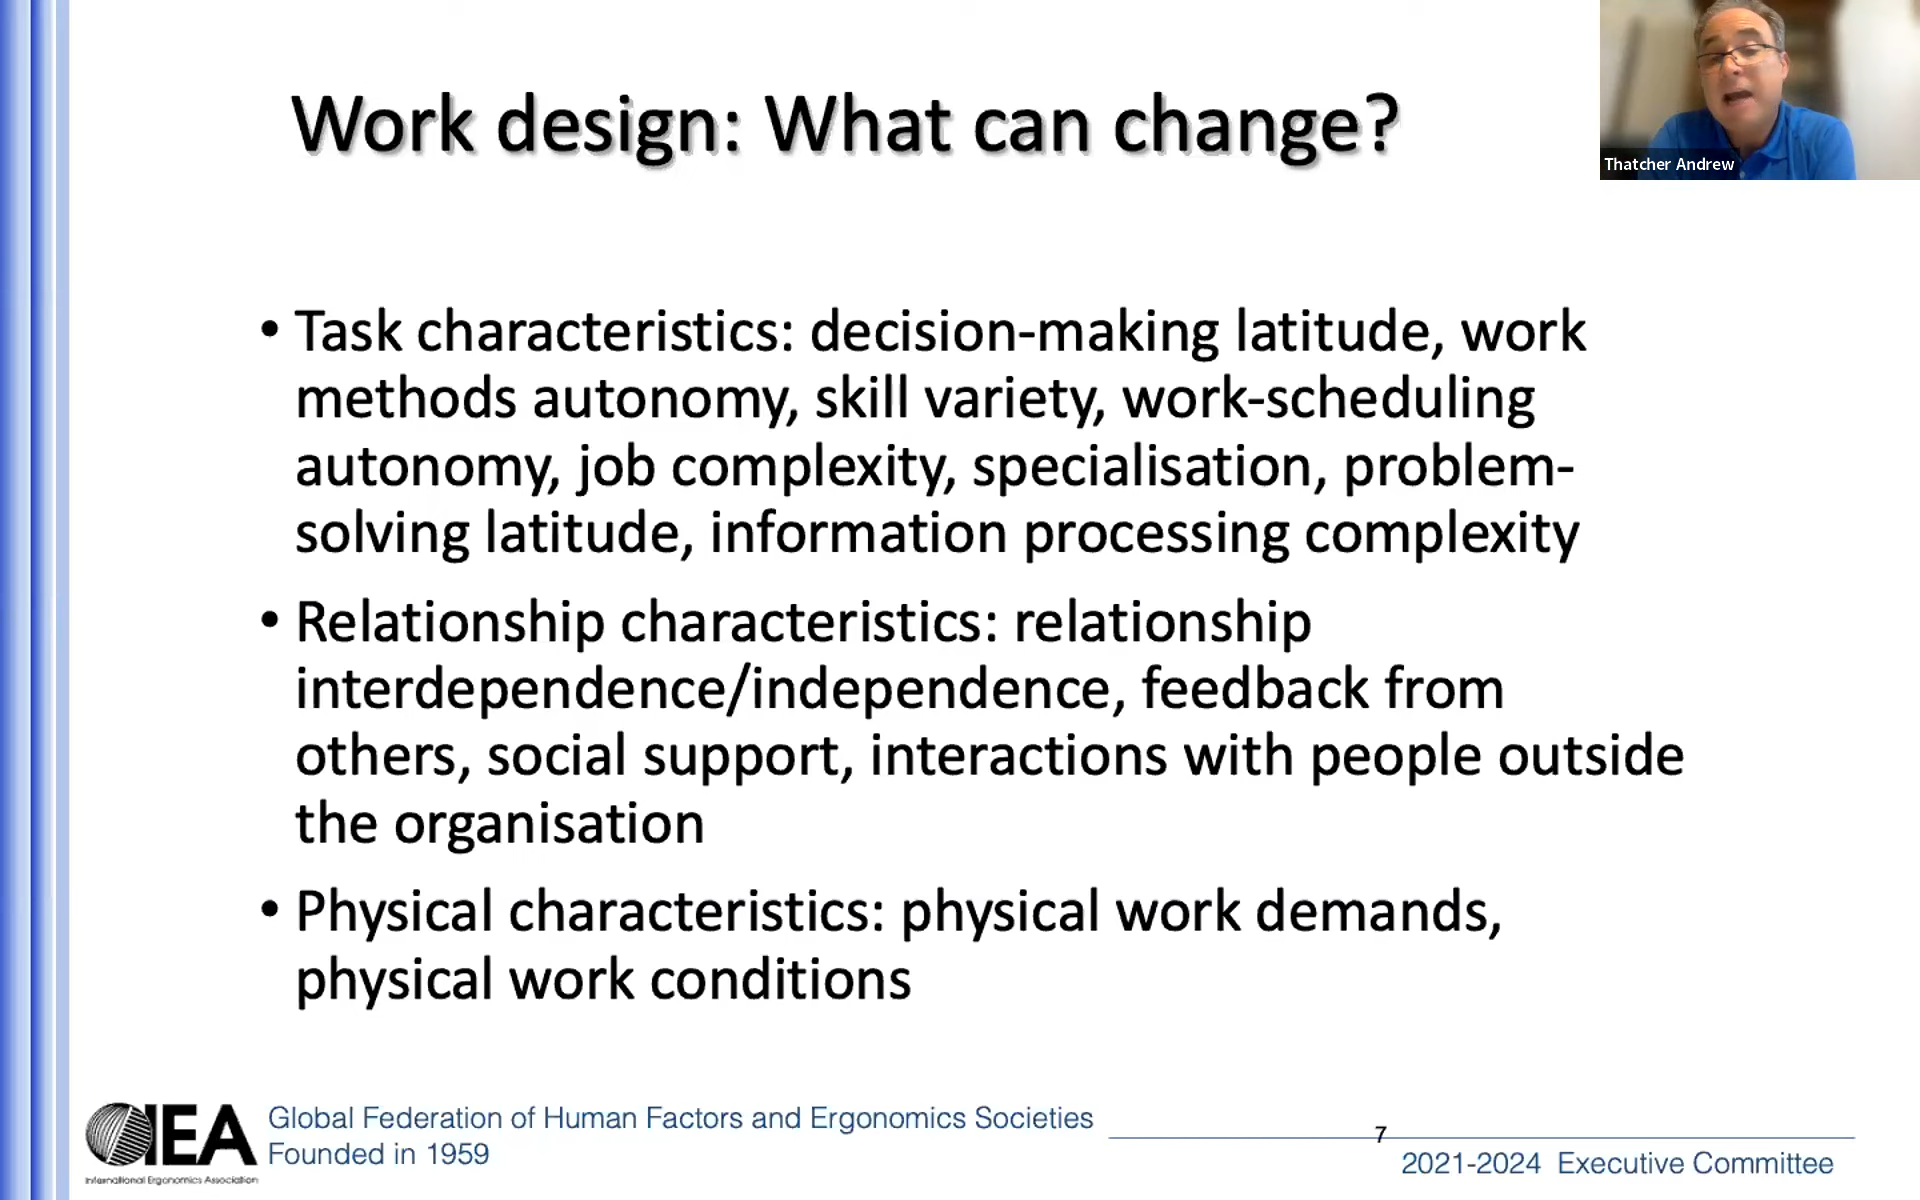 Work design: What can change?
Thatcher Andrew
• Task characteristics: decision-making latitude, work
methods autonomy, skill variety, work-scheduling
autonomy, job complexity, specialisation, problem-
solving latitude, information processing complexity
• Relationship characteristics: relationship
interdependence/independence, feedback from
others, social support, interactions with people outside
the organisation
• Physical characteristics: physical work demands,
physical work conditions
IEA
International Ergonomics Association
Global Federation of Human Factors and Ergonomics Societies
Founded in 1959
7
2021-2024 Executive Committee